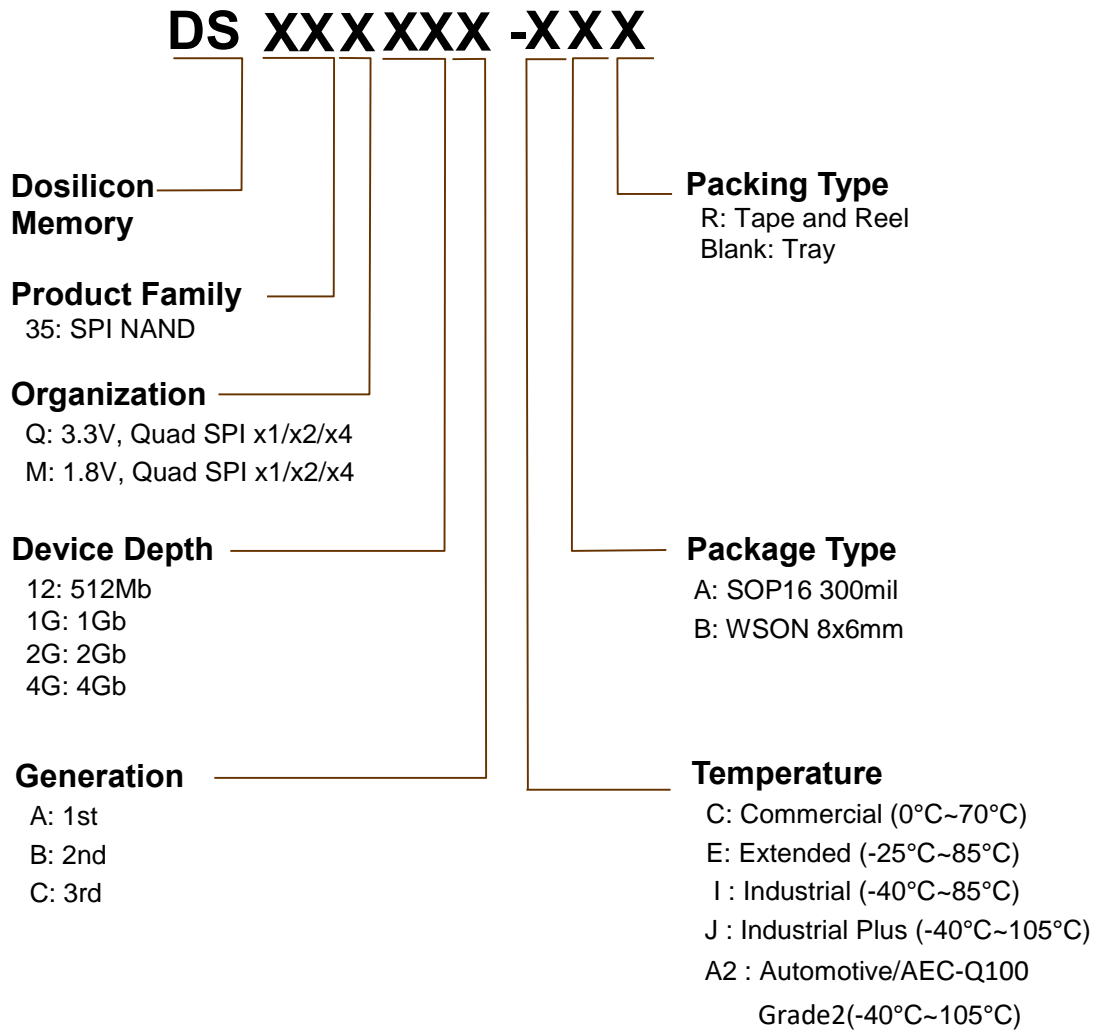 DS XXXXXX -XXX
Dosilicon
Memory
Product Family
35: SPI NAND
Organization
Q: 3.3V, Quad SPI x1/x2/x4
M: 1.8V, Quad SPI x1/x2/x4
Device Depth
12: 512Mb
1G: 1Gb
2G: 2Gb
4G: 4Gb
Generation
A: 1st
B: 2nd
C: 3rd
Packing Type
R: Tape and Reel
Blank: Tray
Package Type
A: SOP16 300mil
B: WSON 8x6mm
Temperature
C: Commercial (0°C~70°C)
E: Extended (-25°C~85°C)
I : Industrial (-40°C~85°C)
J : Industrial Plus (-40°C~105°C)
A2 : Automotive/AEC-Q100
Grade2(-40°C~105°C)